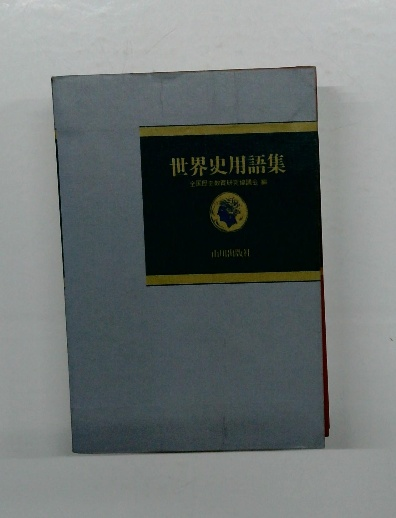 世界史用語集
全国歴史教育研究協議会 編
山川出版社